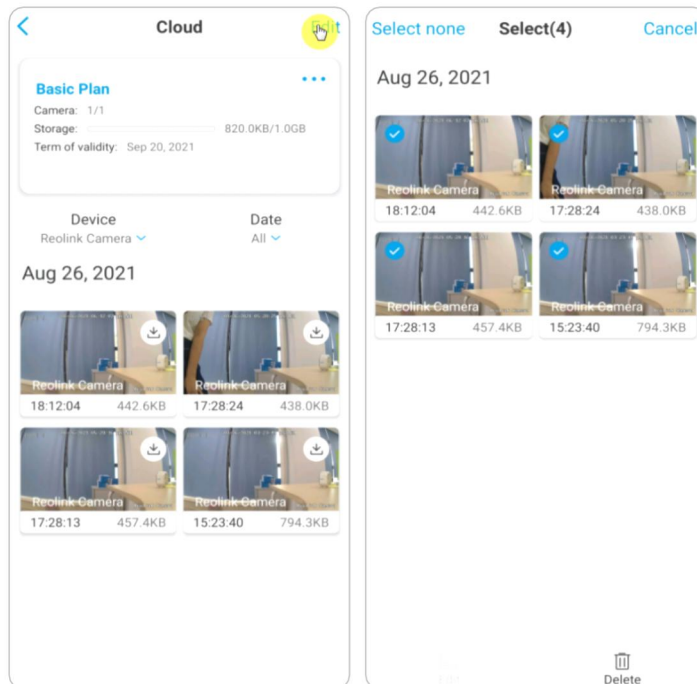 Cloud
Edit
Basic Plan
Camera: 1/1
Storage: 820.0KB/1.0GB
Term of validity: Sep 20, 2021
Device
Date
Reolink Camera
All
Aug 26, 2021
Reolink Camera
Reolink Camera
18:12:04 442.6KB
17:28:24 438.0KB
Reolink Camera
Reolink Camera
17:28:13 457.4KB
15:23:40 794.3KB
Select none Select(4) Cancel
Aug 26, 2021
Reolink Camera
Reolink Camera
18:12:04 442.6KB
17:28:24 438.0KB
Reolink Camera
Reolink Camera
17:28:13 457.4KB
15:23:40 794.3KB
Delete